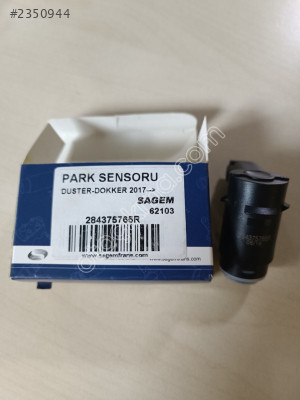 #2350944
PARK SENSORU
DUSTER-DOKKER 2017-->
SAGEM
62103
284375765R
www.sagemfrans.com